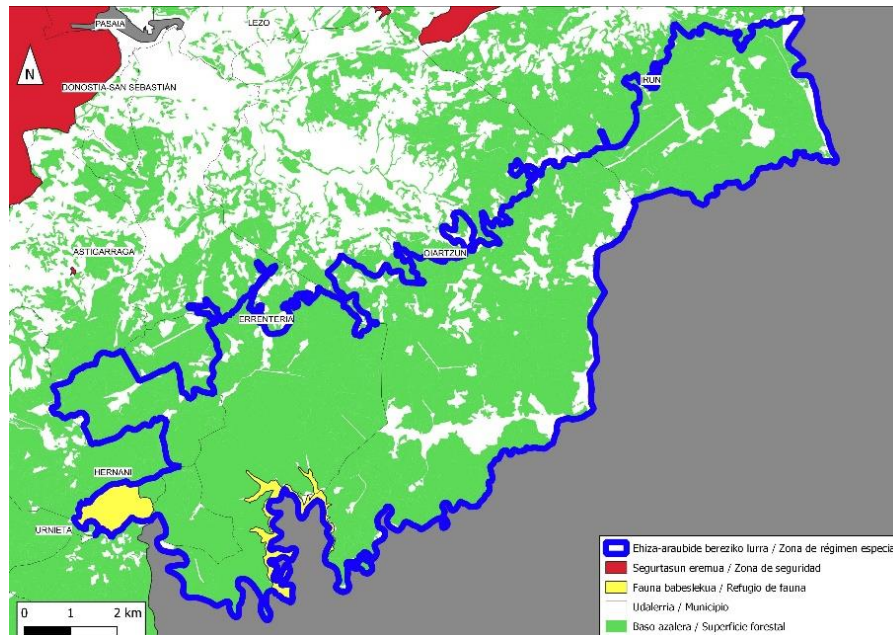 PASAIA
LEZO
N
DONOSTIA-SAN SEBASTIÁN
IRUN
ASTIGARRAGA
OIARTZUN
ERRENTERIA
HERNANI
URNIETA
0 1 2 km
Ehiza-araubide bereziko lurra / Zona de régimen especia
Segurtasun eremua / Zona de seguridad
Fauna babeslekua / Refugio de fauna
Udalerria / Municipio
Baso azalera / Superficie forestal